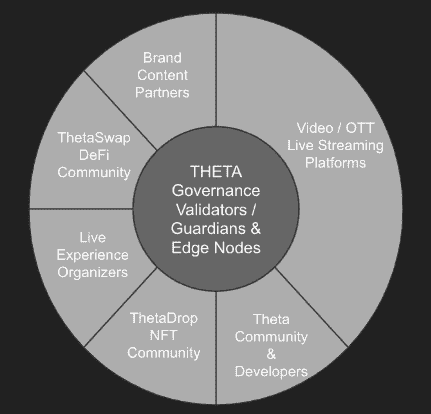 Brand
Content
Partners
Video / OTT
Live Streaming
Platforms
ThetaSwap
DeFi
Community
THETA
Governance
Validators /
Guardians &
Edge Nodes
Live
Experience
Organizers
ThetaDrop
NFT
Community
Theta
Community
&
Developers